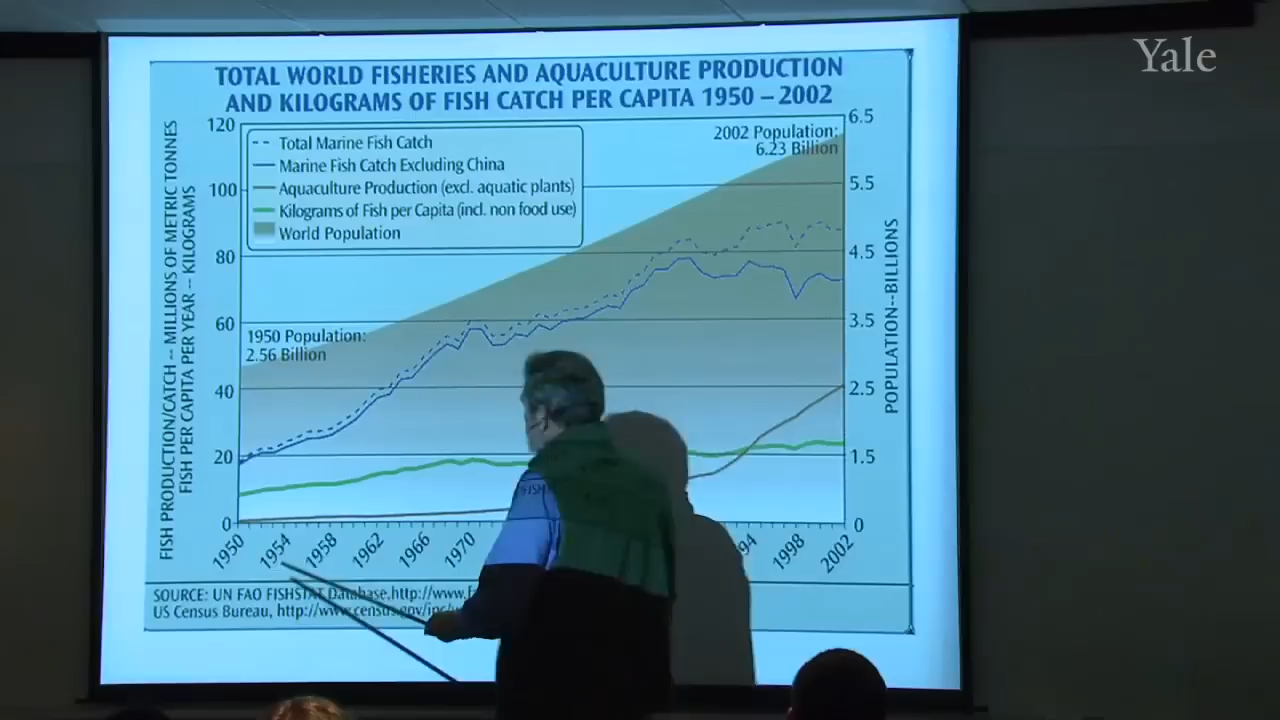 Yale
TOTAL WORLD FISHERIES AND AQUACULTURE PRODUCTION
AND KILOGRAMS OF FISH CATCH PER CAPITA 1950 – 2002
FISH PRODUCTION/CATCH -- MILLIONS OF METRIC TONNES
FISH PER CAPITA PER YEAR -- KILOGRAMS
120
100
80
60
40
20
0
Total Marine Fish Catch
Marine Fish Catch Excluding China
Aquaculture Production (excl. aquatic plants)
Kilograms of Fish per Capita (incl. non food use)
World Population
2002 Population:
6.23 Billion
1950 Population:
2.56 Billion
6.5
5.5
4.5
3.5
2.5
1.5
0
POPULATION--BILLIONS
1950 1954 1958 1962 1966 1970 94 1998 2002
SOURCE: UN FAO FISHSTAT Database,http://www.f
US Census Bureau, http://www.census.gov/ipc/